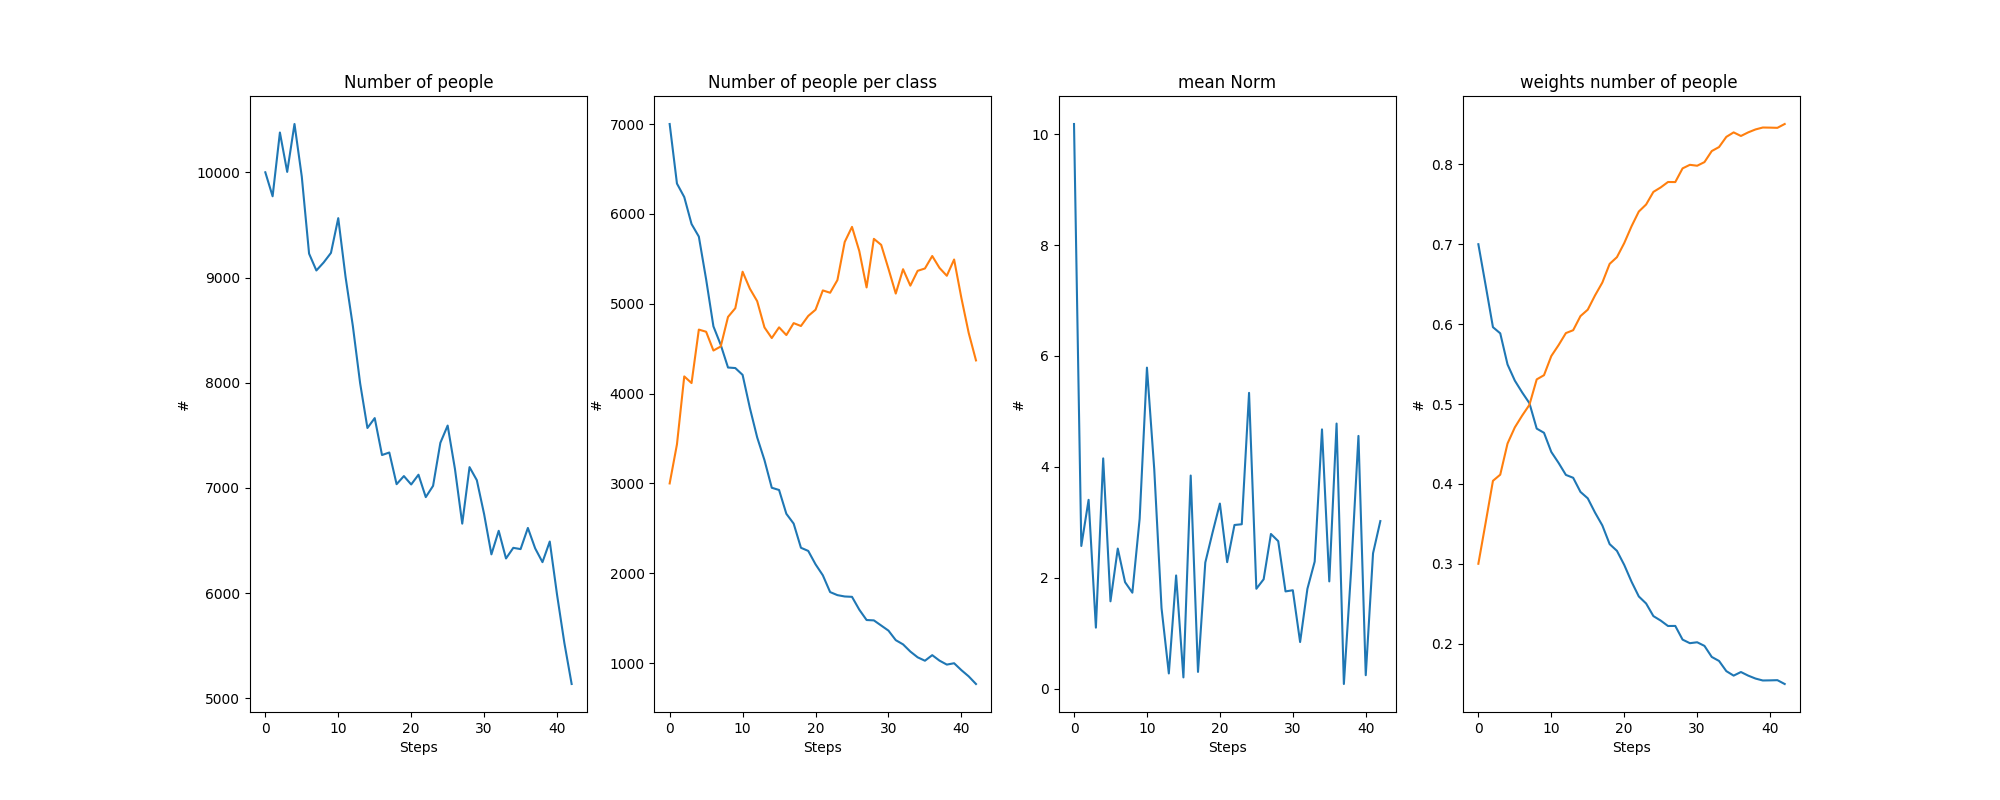 Number of people
10000
9000
8000
7000
6000
5000
#
0 10 20 30 40
Steps
Number of people per class
7000
6000
5000
4000
3000
2000
1000
#
0 10 20 30 40
Steps
mean Norm
10
8
6
4
2
0
#
0 10 20 30 40
Steps
weights number of people
0.8
0.7
0.6
0.5
0.4
0.3
0.2
#
0 10 20 30 40
Steps